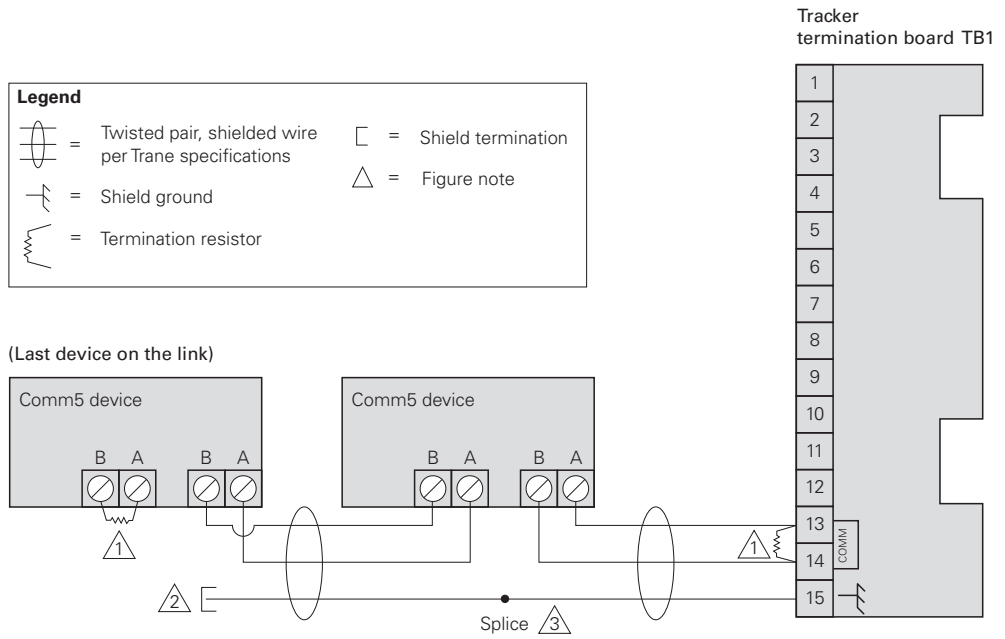 Tracker
termination board TB1
Legend
= Twisted pair, shielded wire
per Trane specifications
= Shield ground
= Termination resistor
= Shield termination
= Figure note
1
2
3
4
5
6
7
8
9
10
11
12
13
14
15
COMM
(Last device on the link)
Comm5 device
B A B A
Comm5 device
B A B A
1
1
2
Splice 3